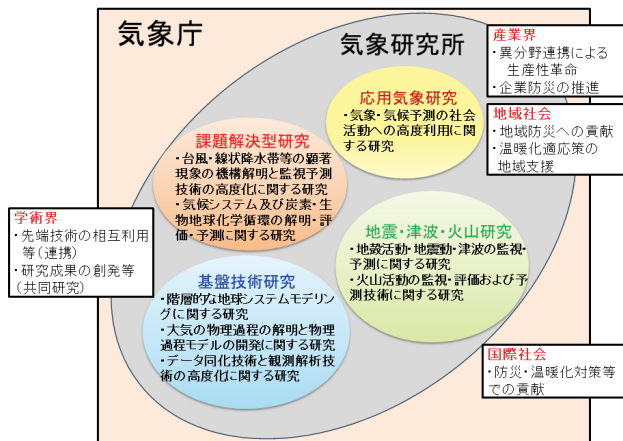 気象庁
気象研究所
産業界
・異分野連携による
生産性革命
・企業防災の推進
地域社会
・地域防災への貢献
・温暖化適応策の
地域支援
応用気象研究
・気象・気候予測の社会
活動への高度利用に関
する研究
課題解決型研究
・台風・線状降水帯等の顕著
現象の機構解明と監視予測
技術の高度化に関する研究
・気候システム及び炭素・生
物地球化学循環の解明・評
価・予測に関する研究
学術界
・先端技術の相互利用
等(連携)
・研究成果の創発等
(共同研究)
地震・津波・火山研究
・地殻活動・地震動・津波の監視・
予測に関する研究
・火山活動の監視・評価および予
測技術に関する研究
基盤技術研究
・階層的な地球システムモデリン
グに関する研究
・大気の物理過程の解明と物理
過程モデルの開発に関する研究
・データ同化技術と観測解析技
術の高度化に関する研究
国際社会
・防災・温暖化対策等
での貢献